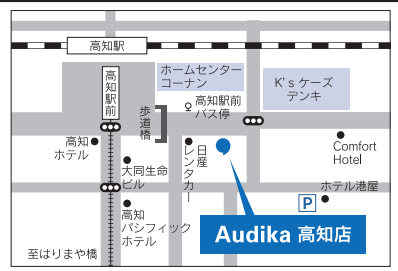 高知駅
高知駅前
ホームセンター
コーナン
K'sケーズ
デンキ
高知駅前
バス停
歩道橋
高知
ホテル
大同生命
ビル
日産
レンタカー
Comfort
Hotel
ホテル港屋
P
高知
パシフィック
ホテル
Audika 高知店
至はりまや橋